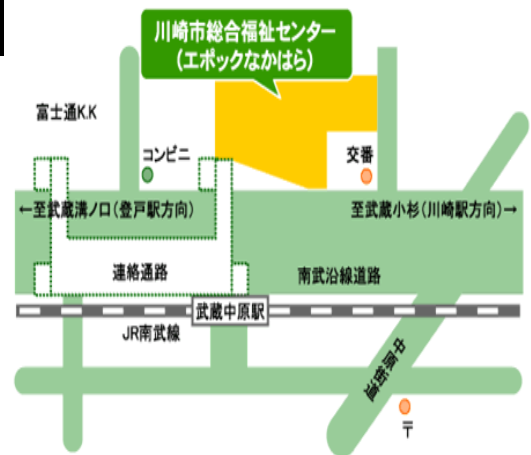 川崎市総合福祉センター
（エポックなかはら）
富士通K.K
コンビニ
交番
←至武蔵溝ノ口（登戸駅方向）
至武蔵小杉（川崎駅方向）→
連絡通路
南武沿線道路
武蔵中原駅
JR南武線
中原街道
〒